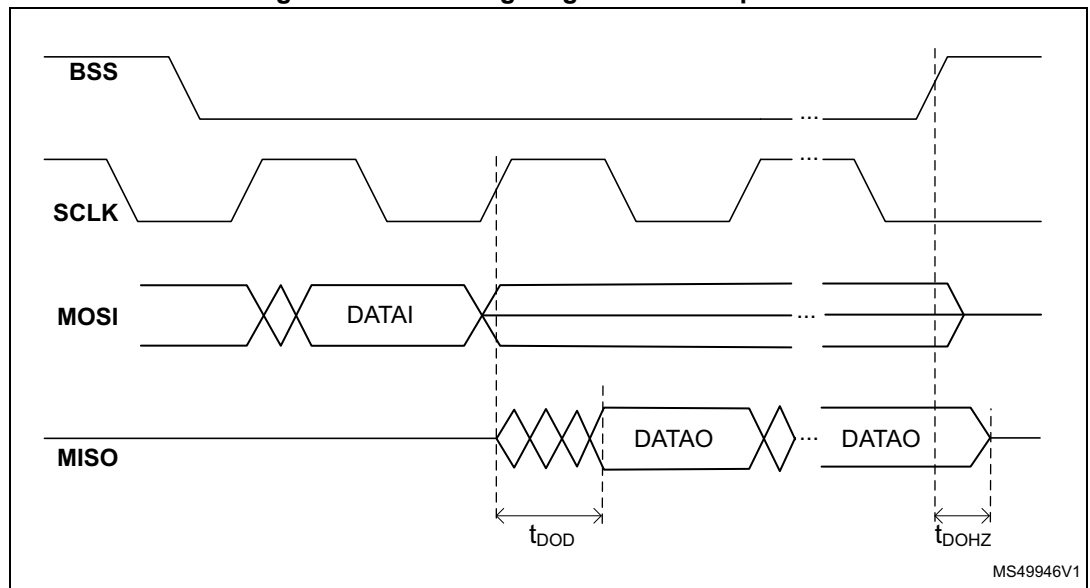 BSS
...
...
SCLK
MOSI
DATAI
...
MISO
DATAO
...
DATAO
tDOD
tDOHZ
MS49946V1